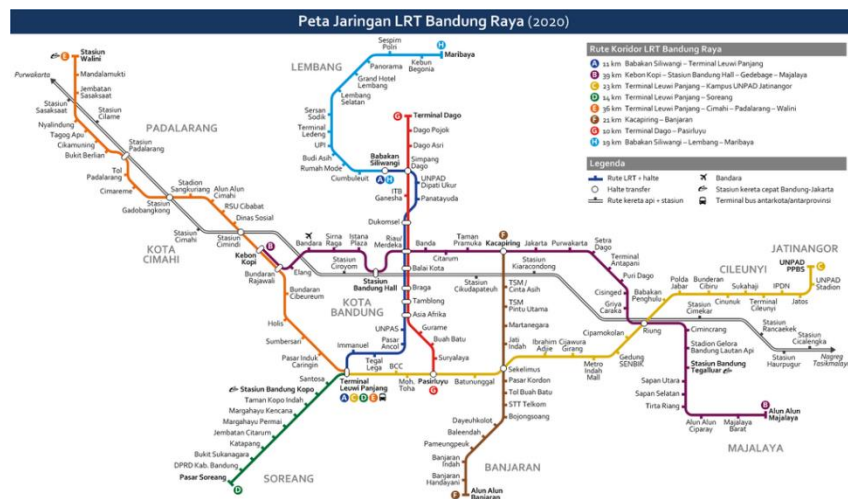 Peta Jaringan LRT Bandung Raya (2020)
Rute Koridor LRT Bandung Raya
A 11 km Babakan Siliwangi – Terminal Leuwi Panjang
B 39 km Kebon Kopi – Stasiun Bandung Hall – Gedebage – Majalaya
C 23 km Terminal Leuwi Panjang – Kampus UNPAD Jatinangor
D 14 km Terminal Leuwi Panjang – Soreang
E 36 km Terminal Leuwi Panjang – Cimahi – Padalarang – Walini
F 21 km Kacapiring – Banjaran
G 10 km Terminal Dago – Pasirluyu
H 19 km Babakan Siliwangi – Lembang – Maribaya
Legenda
Rute LRT + halte
Halte transfer
Rute kereta api + stasiun
Bandara
Stasiun kereta cepat Bandung-Jakarta
Terminal bus antarkota/antarprovinsi
E
Stasiun
Walini
Mandalamukti
Purwakarta
Jembatan
Sasaksaat
Stasiun
Sasaksaat
Stasiun
Cilame
Nyalindung
Tagog Apu
Cikamuning
Bukit Berlian
Stasiun
Padalarang
PADALARANG
Tol
Padalarang
Cimareme
Stasiun
Gadobangkong
Stadion
Sangkuriang
Alun Alun
Cimahi
RSU Cibabat
Dinas Sosial
Stasiun
Cimahi
Stasiun
Cimindi
KOTA
CIMAHI
Kebon
Kopi
B
Bundaran
Rajawali
Elang
Bundaran
Cibeureum
Holis
Sumbersari
Pasar Induk
Caringin
LEMBANG
Sespim
Polri
H
Maribaya
Panorama
Kebun
Begonia
Grand Hotel
Lembang
Lembang
Selatan
Sersan
Sodik
Terminal
Ledeng
UPI
Budi Asih
Rumah Mode
Ciumbuleuit
Babakan
Siliwangi
A H
G
Terminal Dago
Dago Pojok
Dago Asri
Simpang
Dago
UNPAD
Dipati Ukur
Panatayuda
ITB
Ganesha
Dukomsel
Riau/
Merdeka
Balai Kota
Braga
Tamblong
Asia Afrika
UNPAS
Pasar
Ancol
Tegal
Lega
Immanuel
Gurame
Buah Batu
Suryalaya
Bandara
Sirna
Raga
Istana
Plaza
Stasiun
Ciroyom
Stasiun
Bandung Hall
KOTA
BANDUNG
Banda
Citarum
Taman
Pramuka
F
Kacapiring
Jakarta
Purwakarta
Setra
Dago
Terminal
Antapani
Puri Dago
Cisinged
Griya
Caraka
Stasiun
Cikudapateuh
Stasiun
Kiaracondong
TSM /
Cinta Asih
TSM
Pintu Utama
Martanegara
Jati Indah
Sekelimus
Pasar Kordon
Tol Buah Batu
STT Telkom
Bojongsoang
Dayeuhkolot
Baleendah
Pameungpeuk
Banjaran
Indah
Banjaran
Handayani
F
Alun Alun
Banjaran
BANJARAN
Terminal
Leuwi Panjang
A C D E
BCC
Moh.
Toha
Pasirluyu
G
Batununggal
Ibrahim
Adjie
Cijawura
Girang
Metro
Indah
Mall
Gedung
SENBIK
Cipamokolan
Riung
Babakan
Penghulu
Polda
Jabar
Bunderan
Cibiru
Cinunuk
Sukahaji
Terminal
Cileunyi
IPDN
Jatos
UNPAD
Stadion
UNPAD
PPBS
C
JATINANGOR
CILEUNYI
Stasiun
Cimekar
Stasiun
Rancaekek
Stasiun
Haurpugur
Stasiun
Cicalengka
Nagreg
Tasikmalaya
Cimincrang
Stadion Gelora
Bandung Lautan Api
Stasiun Bandung
Tegalluar
Sapan Utara
Sapan Selatan
Tirta Riang
Alun Alun
Ciparay
Majalaya
Barat
B
Alun Alun
Majalaya
MAJALAYA
Santosa
Stasiun Bandung Kopo
Taman Kopo Indah
Margahayu Kencana
Margahayu Permai
Jembatan Citarum
Katapang
Bukit Sukanagara
DPRD Kab. Bandung
Pasar Soreang
D
SOREANG